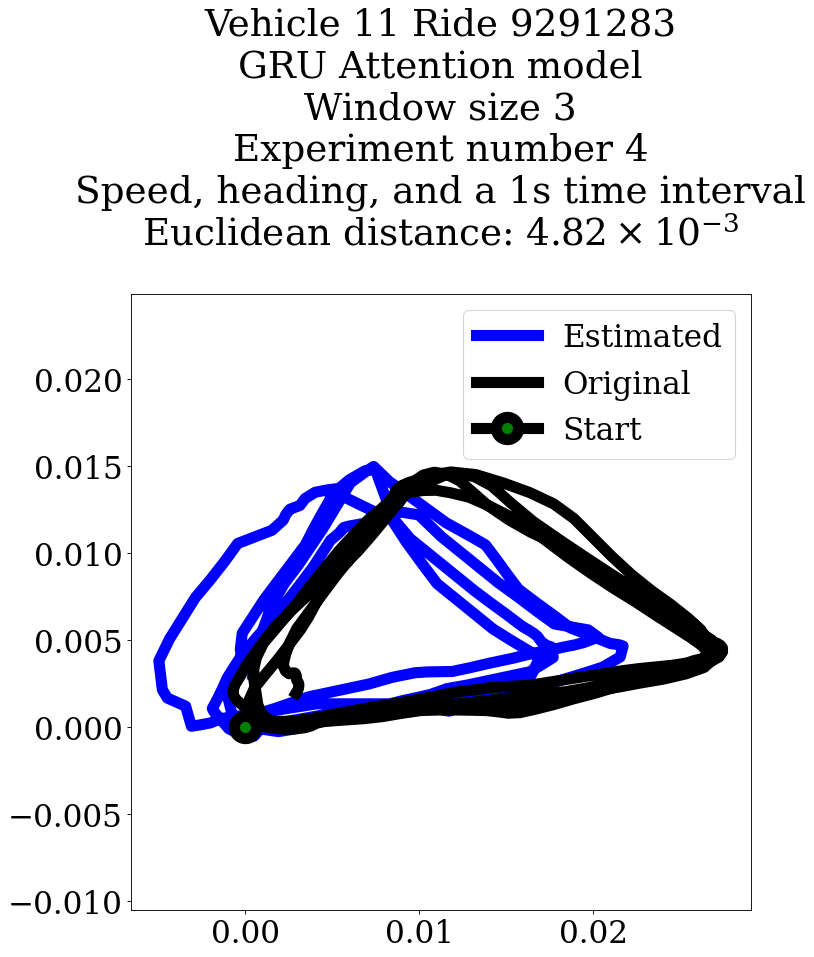 Vehicle 11 Ride 9291283
GRU Attention model
Window size 3
Experiment number 4
Speed, heading, and a 1s time interval
Euclidean distance: 4.82 × 10⁻³
Estimated
Original
Start
0.020
0.015
0.010
0.005
0.000
−0.005
−0.010
0.00 0.01 0.02